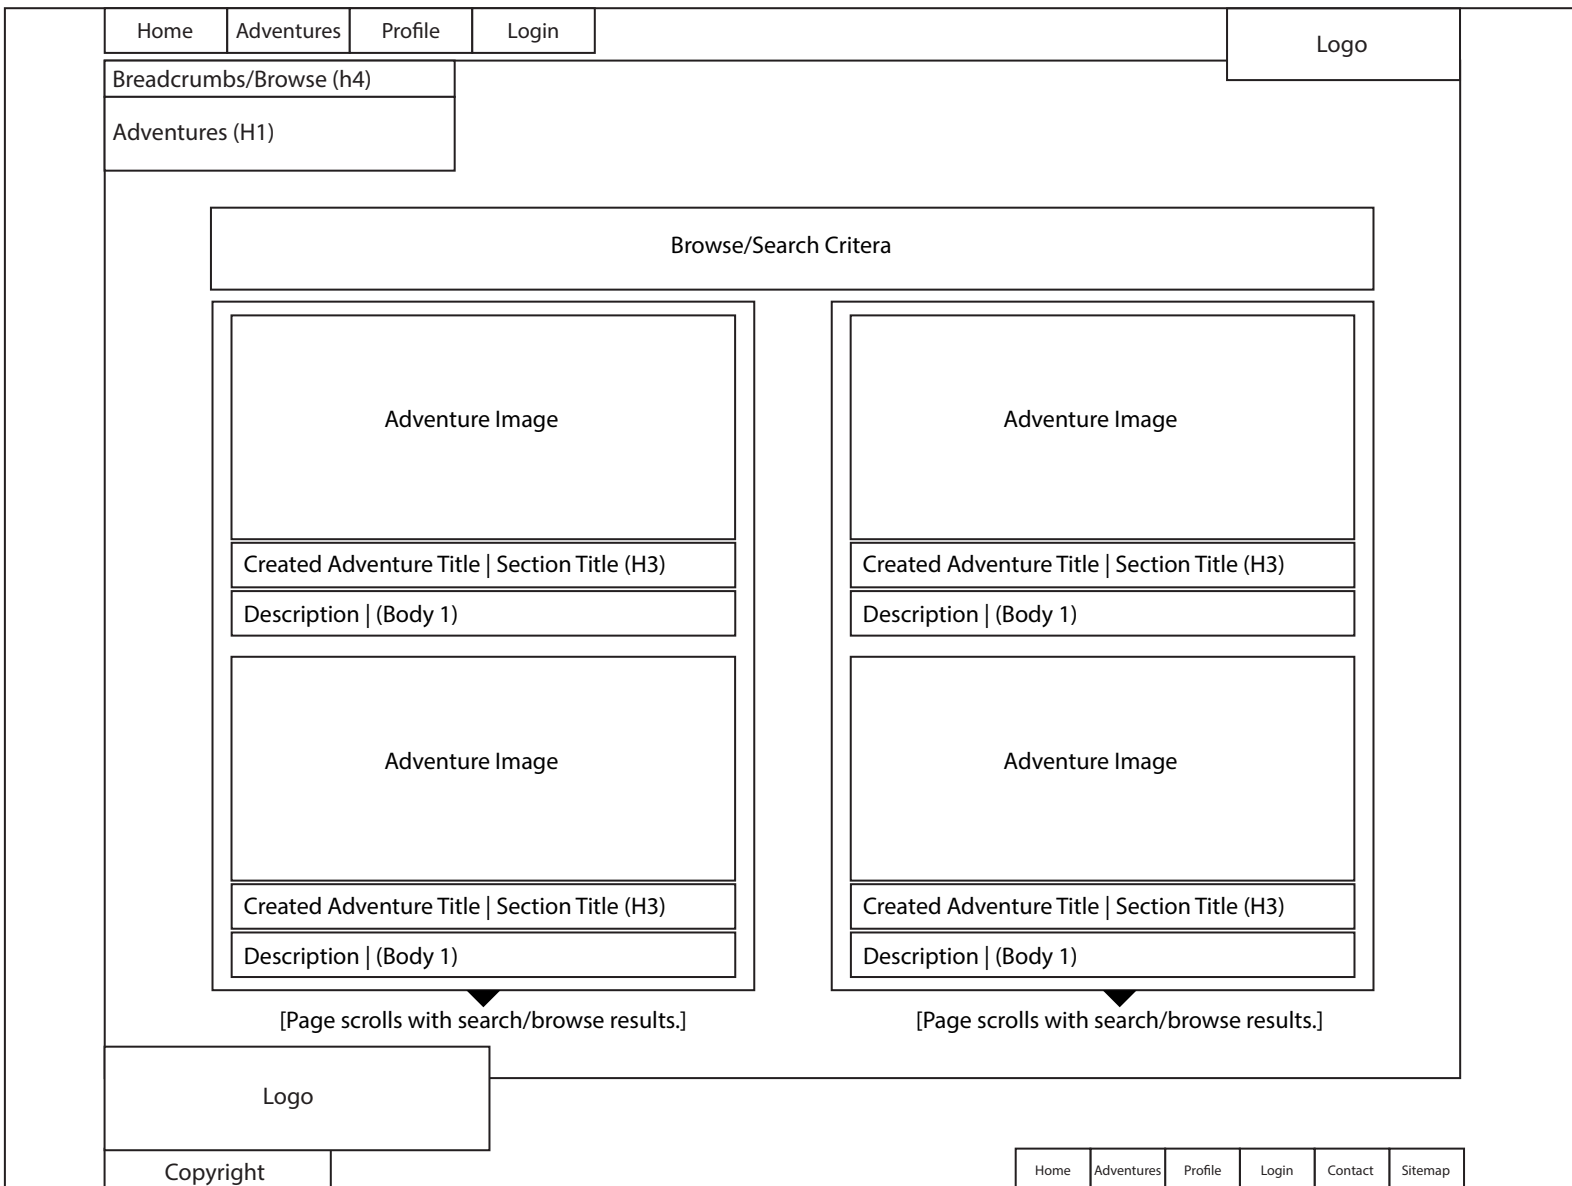 Home
Adventures
Profile
Login
Logo
Breadcrumbs/Browse (h4)
Adventures (H1)
Browse/Search Critera
Adventure Image
Adventure Image
Created Adventure Title | Section Title (H3)
Created Adventure Title | Section Title (H3)
Description | (Body 1)
Description | (Body 1)
Adventure Image
Adventure Image
Created Adventure Title | Section Title (H3)
Created Adventure Title | Section Title (H3)
Description | (Body 1)
Description | (Body 1)
[Page scrolls with search/browse results.]
[Page scrolls with search/browse results.]
Logo
Copyright
Home
Adventures
Profile
Login
Contact
Sitemap